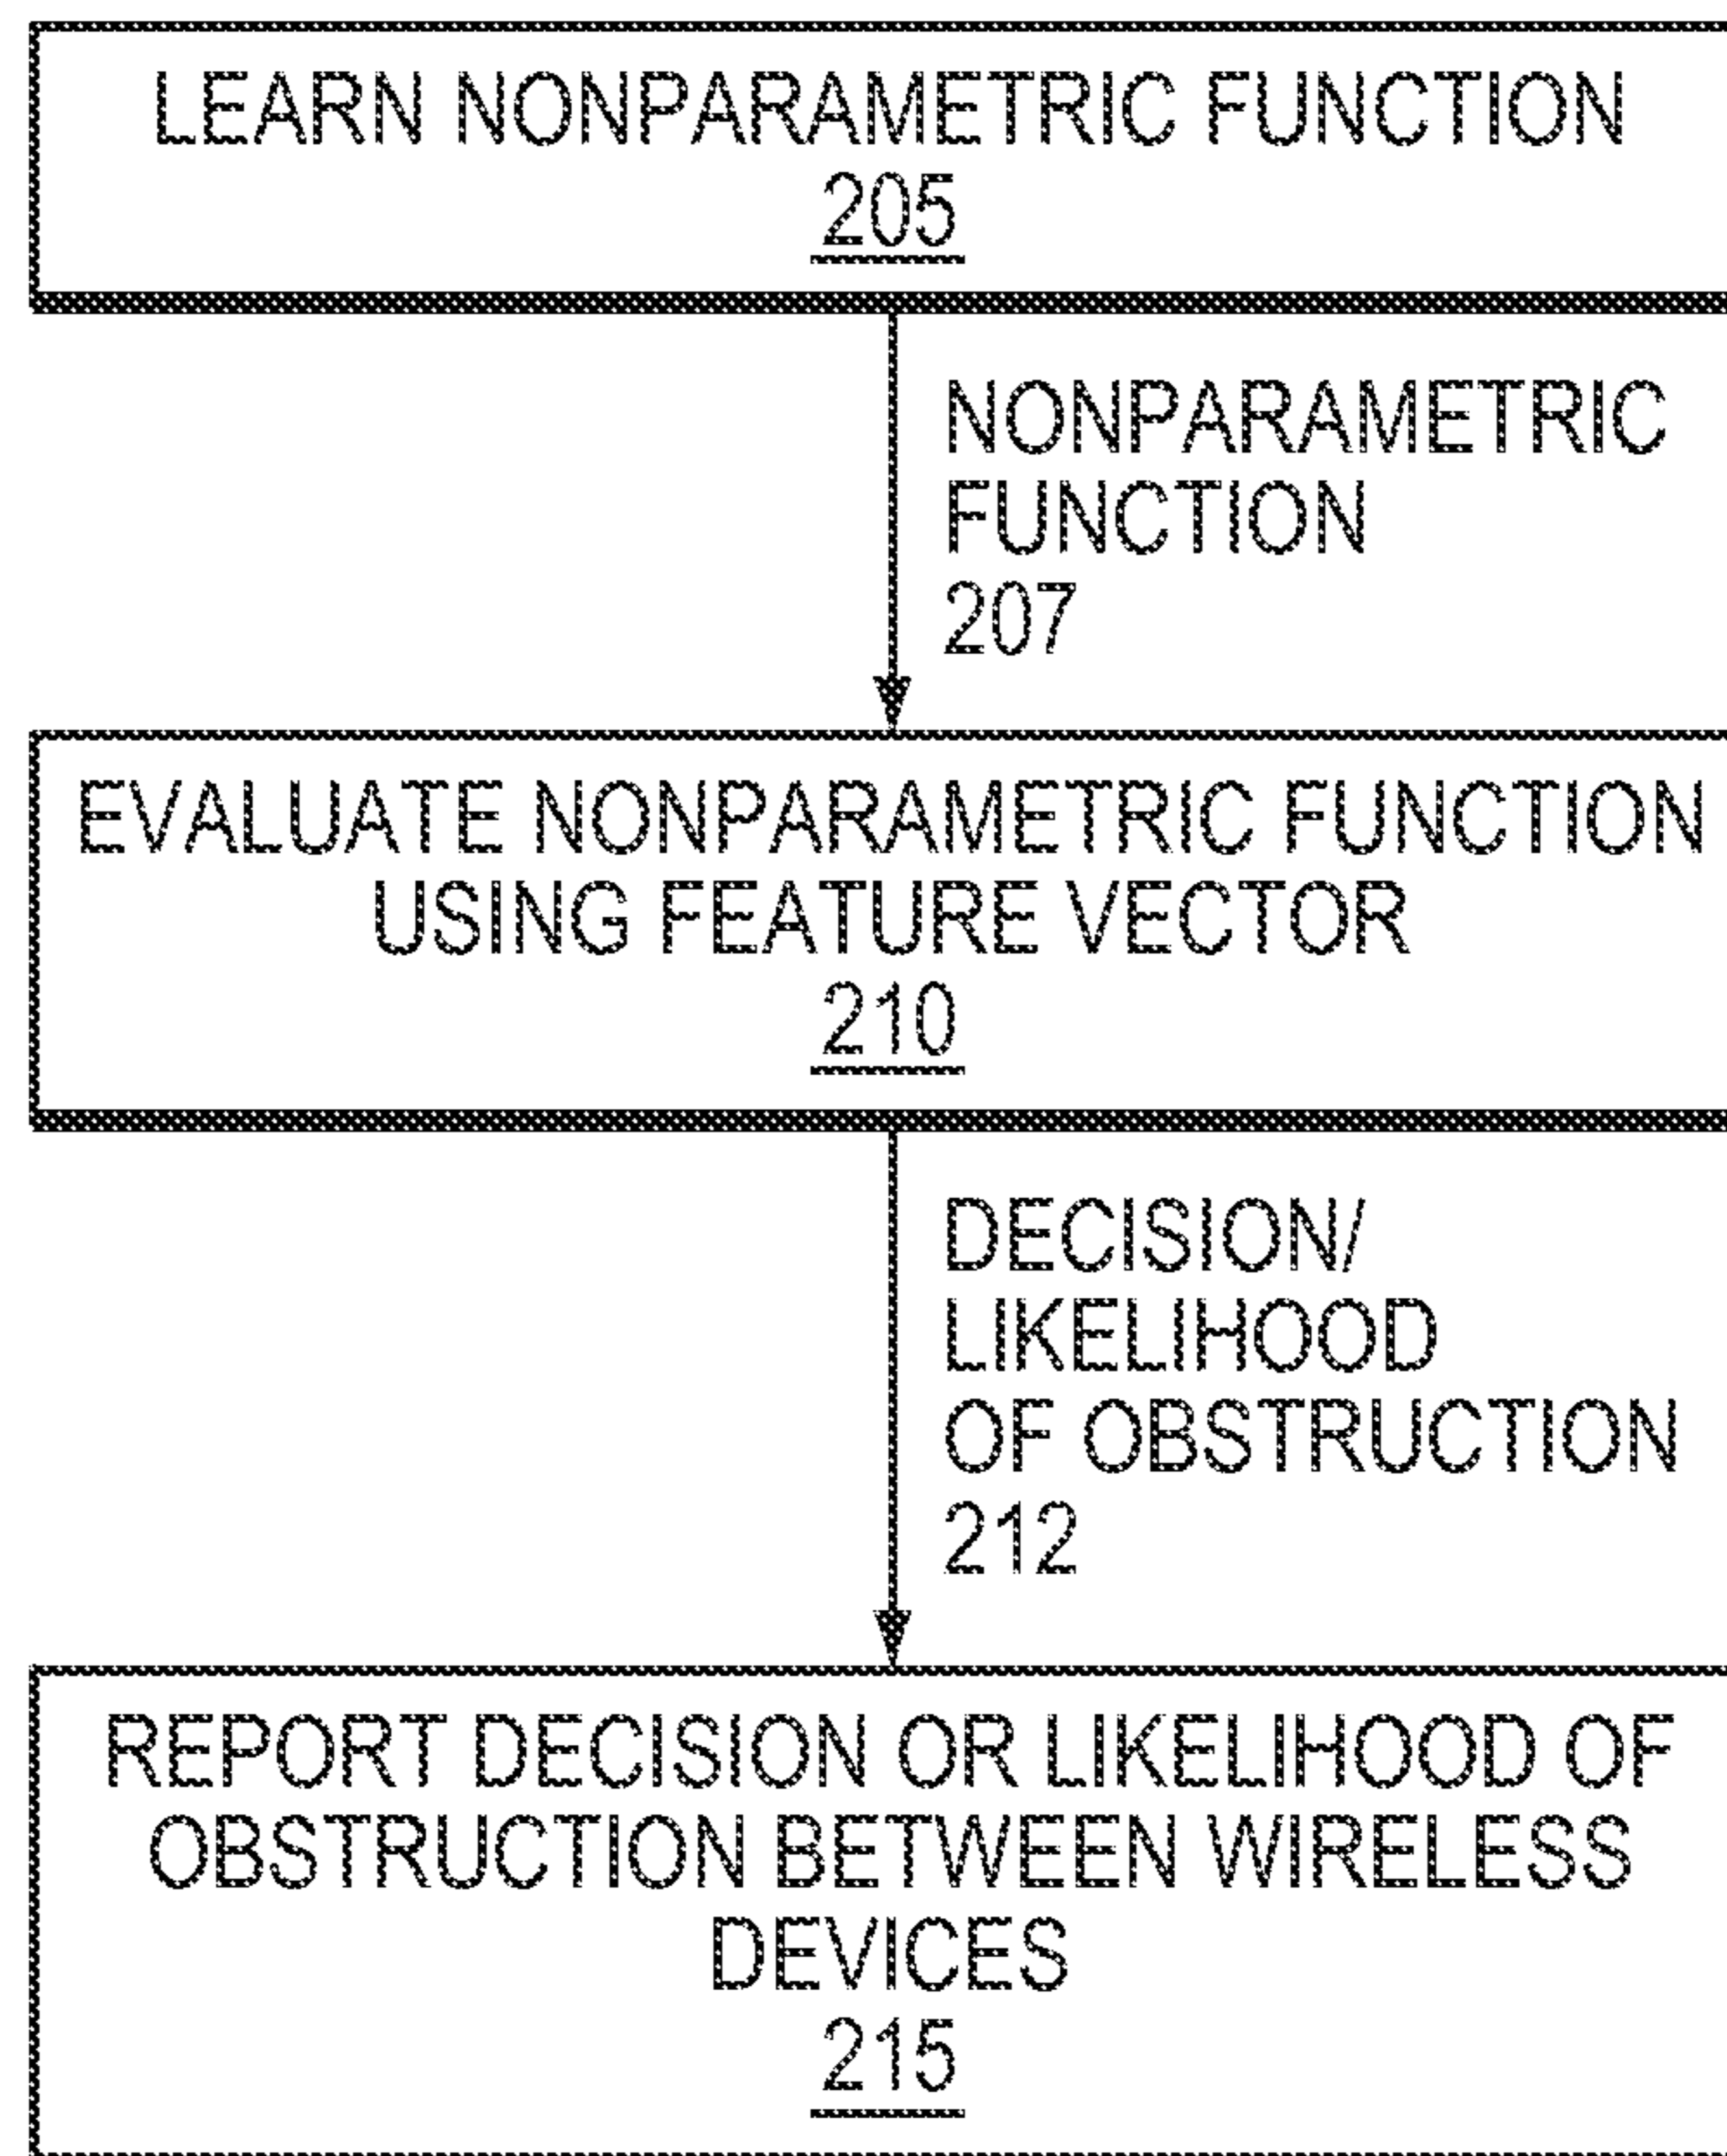 LEARN NONPARAMETRIC FUNCTION
205
NONPARAMETRIC
FUNCTION
207
EVALUATE NONPARAMETRIC FUNCTION
USING FEATURE VECTOR
210
DECISION/
LIKELIHOOD
OF OBSTRUCTION
212
REPORT DECISION OR LIKELIHOOD OF
OBSTRUCTION BETWEEN WIRELESS
DEVICES
215